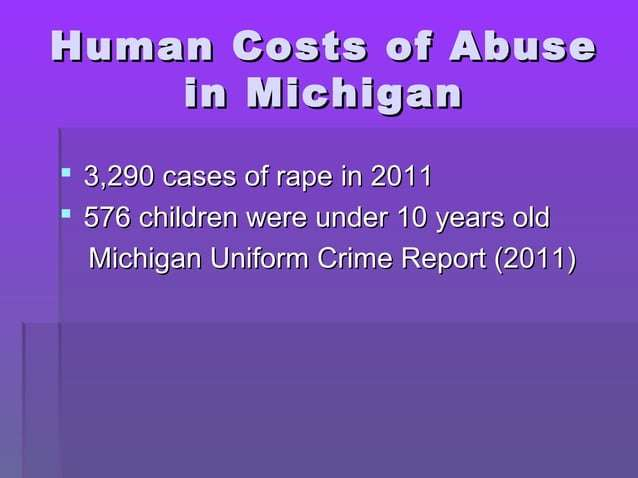 Human Costs of Abuse
in Michigan
3,290 cases of rape in 2011
576 children were under 10 years old
Michigan Uniform Crime Report (2011)